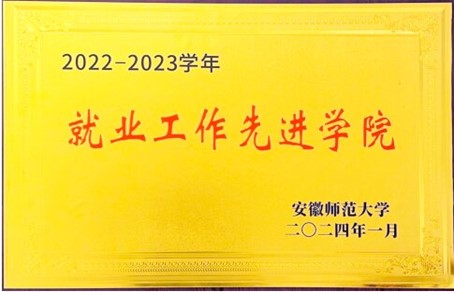 2022-2023学年
就业工作先进学院
安徽师范大学
二〇二四年一月